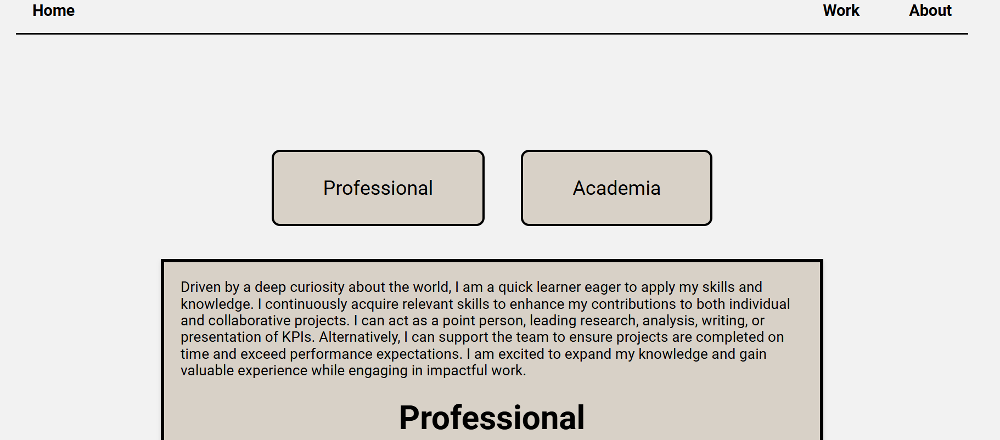 Home Work About
Professional Academia
Driven by a deep curiosity about the world, I am a quick learner eager to apply my skills and
knowledge. I continuously acquire relevant skills to enhance my contributions to both individual
and collaborative projects. I can act as a point person, leading research, analysis, writing, or
presentation of KPIs. Alternatively, I can support the team to ensure projects are completed on
time and exceed performance expectations. I am excited to expand my knowledge and gain
valuable experience while engaging in impactful work.
Professional